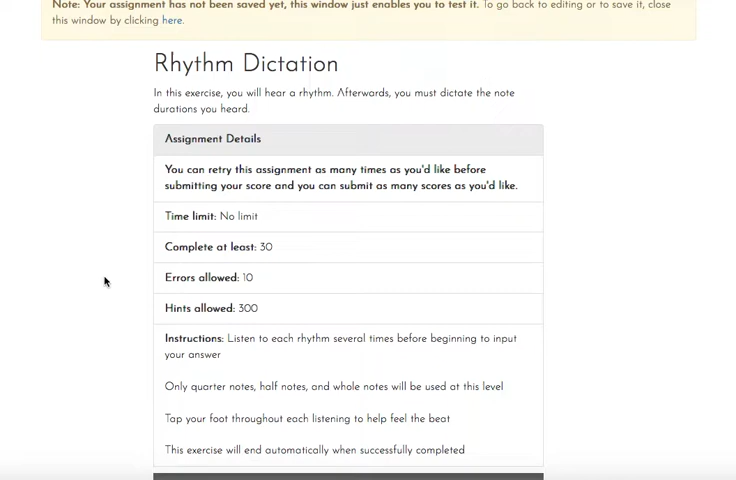 Note: Your assignment has not been saved yet, this window just enables you to test it. To go back to editing or to save it, close
this window by clicking here.
Rhythm Dictation
In this exercise, you will hear a rhythm. Afterwards, you must dictate the note
durations you heard.
Assignment Details
You can retry this assignment as many times as you'd like before
submitting your score and you can submit as many scores as you'd like.
Time limit: No limit
Complete at least: 30
Errors allowed: 10
Hints allowed: 300
Instructions: Listen to each rhythm several times before beginning to input
your answer
Only quarter notes, half notes, and whole notes will be used at this level
Tap your foot throughout each listening to help feel the beat
This exercise will end automatically when successfully completed